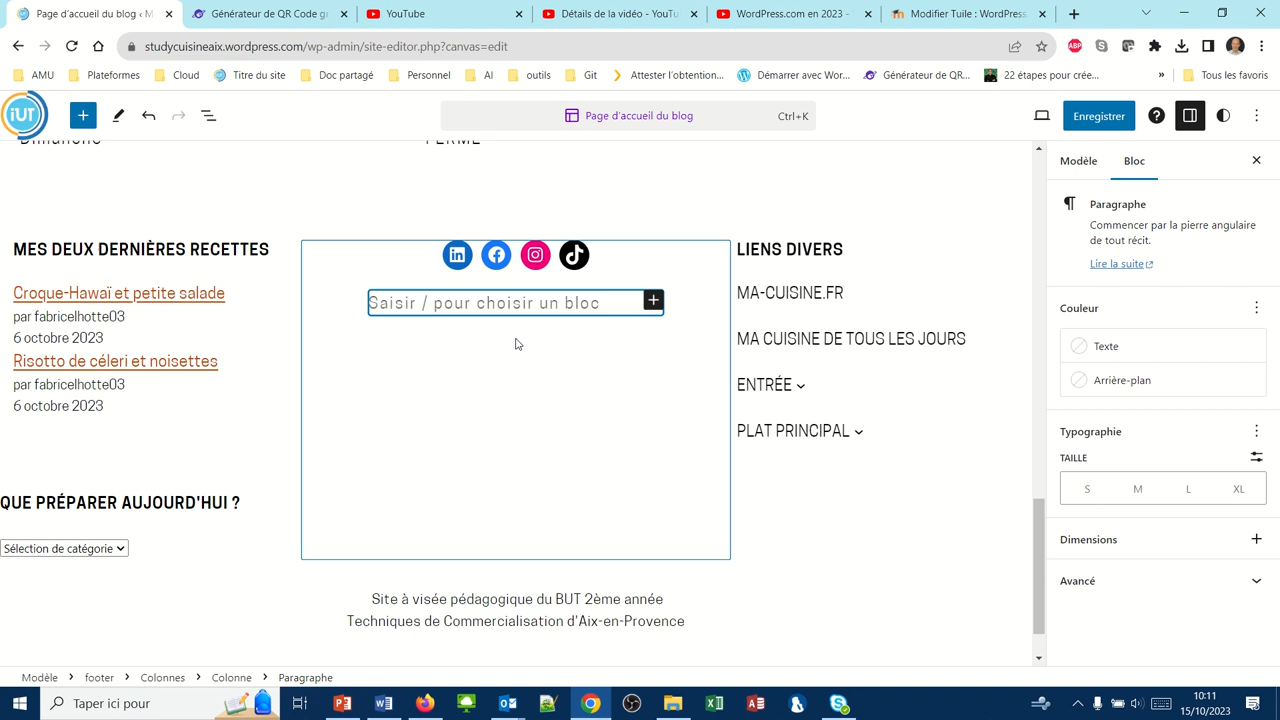 Page d'accueil du blog ‹ M
Générateur de QR Code gr
YouTube
Détails de la vidéo - YouTu
WordPress.com en 2023 -
Modifier Tuile : WordPress
studycuisineaix.wordpress.com/wp-admin/site-editor.php?canvas=edit
ABP
AMU
Plateformes
Cloud
Titre du site
Doc partagé
Personnel
AI
outils
Git
Attester l'obtention...
Démarrer avec Wor...
Générateur de QR...
22 étapes pour crée...
»
Tous les favoris
iUT
Page d'accueil du blog
Ctrl+K
Enregistrer
Dimanche
FERMÉ
Modèle
Bloc
Paragraphe
Commencer par la pierre angulaire
de tout récit.
Lire la suite
Couleur
Texte
Arrière-plan
Typographie
TAILLE
S M L XL
Dimensions
Avancé
MES DEUX DERNIÈRES RECETTES
Croque-Hawaï et petite salade
par fabricelhotte03
6 octobre 2023
Risotto de céleri et noisettes
par fabricelhotte03
6 octobre 2023
QUE PRÉPARER AUJOURD'HUI ?
Sélection de catégorie
Saisir / pour choisir un bloc
LIENS DIVERS
MA-CUISINE.FR
MA CUISINE DE TOUS LES JOURS
ENTRÉE
PLAT PRINCIPAL
Site à visée pédagogique du BUT 2ème année
Techniques de Commercialisation d'Aix-en-Provence
Modèle > footer > Colonnes > Colonne > Paragraphe
Taper ici pour
10:11
15/10/2023